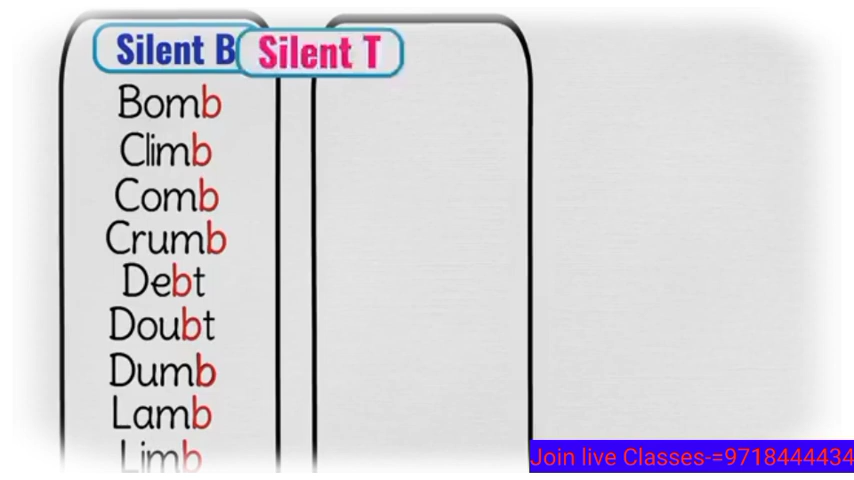 Silent B
Silent T
Bomb
Climb
Comb
Crumb
Debt
Doubt
Dumb
Lamb
Limb
Join live Classes-=9718444434